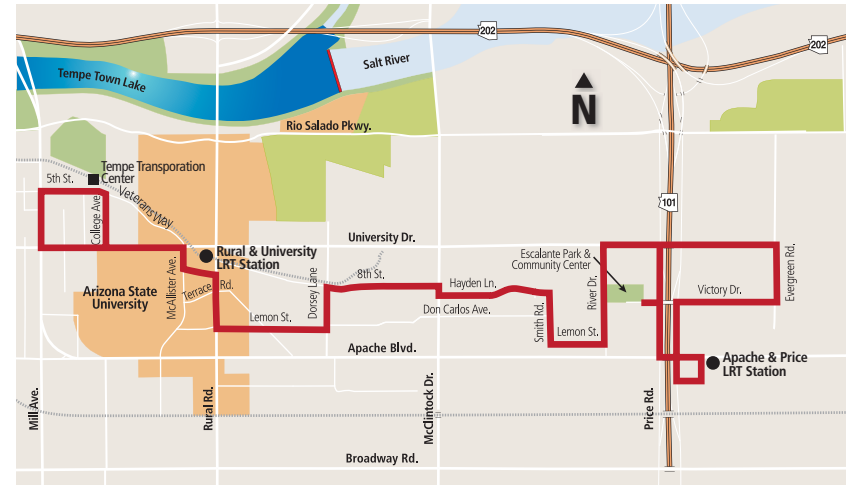 202
202
Salt River
Tempe Town Lake
N
Rio Salado Pkwy.
Tempe Transporation
Center
5th St.
College Ave.
Veterans Way
101
University Dr.
Rural & University
LRT Station
Escalante Park &
Community Center
Evergreen Rd.
McAllister Ave.
Arizona State
University
Terrace Rd.
Dorsey Lane
8th St.
Hayden Ln.
River Dr.
Victory Dr.
Don Carlos Ave.
Smith Rd.
Lemon St.
Lemon St.
Apache Blvd.
Apache & Price
LRT Station
Mill Ave.
Rural Rd.
McClintock Dr.
Price Rd.
Broadway Rd.